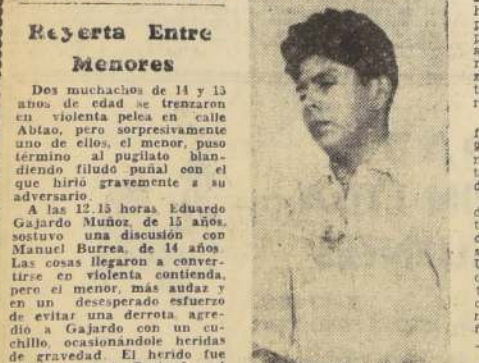 Reyerta Entre
Menores
Dos muchachos de 14 y 15
años de edad se trenzaron
en violenta pelea en calle
Abtao, pero sorpresivamente
uno de ellos, el menor, puso
término al pugilato blan-
diendo filudo puñal con el
que hirió gravemente a su
adversario.
A las 12.15 horas Eduardo
Gajardo Muñoz, de 15 años,
sostuvo una discusión con
Manuel Burrea, de 14 años.
Las cosas llegaron a conver-
tirse en violenta contienda,
pero el menor, más audaz y
en un desesperado esfuerzo
de evitar una derrota, agre-
dió a Gajardo con un cu-
chillo, ocasionándole heridas
de gravedad. El herido fue